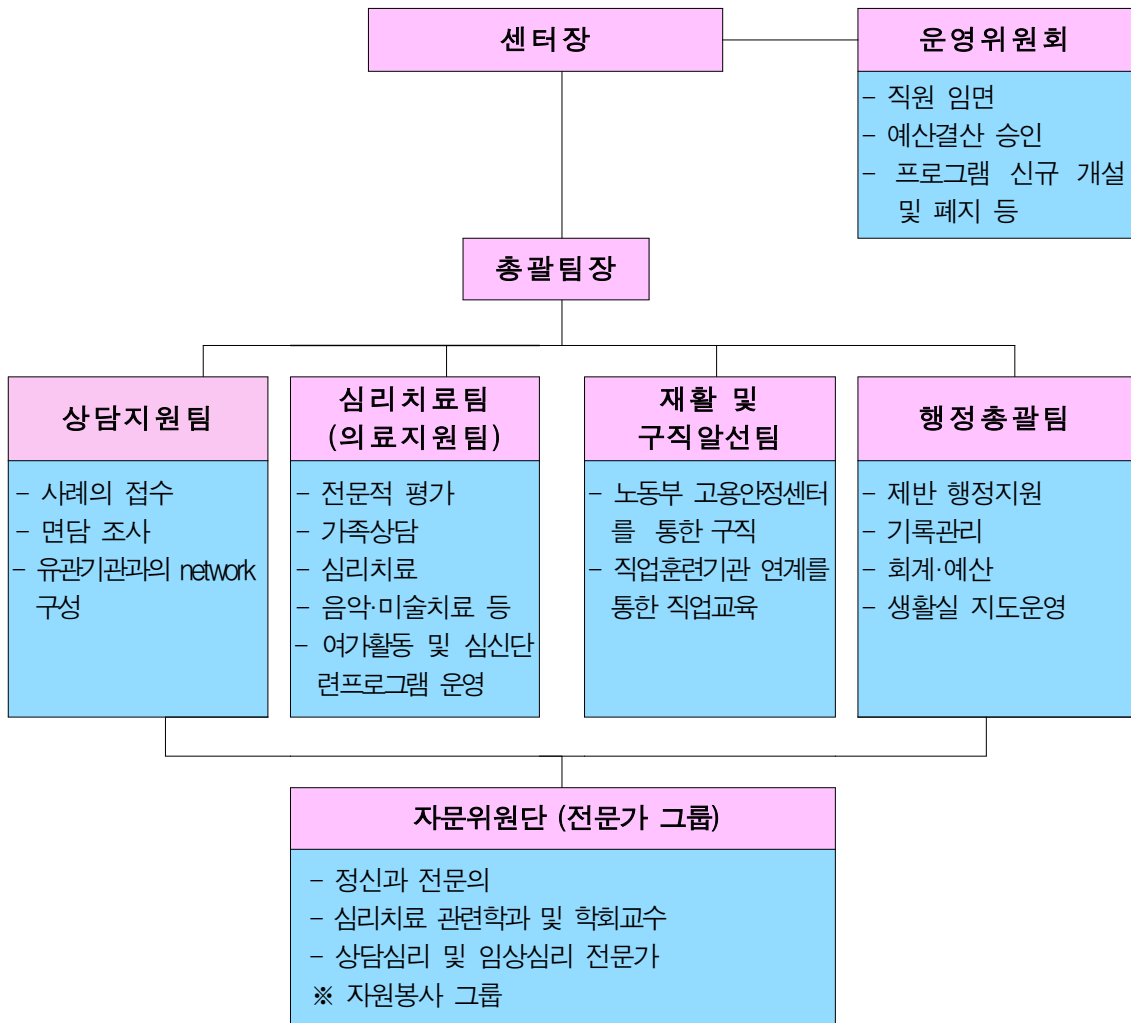 센터장
운영위원회
- 직원 임면
- 예산결산 승인
- 프로그램 신규 개설
및 폐지 등
총괄팀장
상담지원팀
- 사례의 접수
- 면담 조사
- 유관기관과의 network
구성
심리치료팀
(의료지원팀)
- 전문적 평가
- 가족상담
- 심리치료
- 음악·미술치료 등
- 여가활동 및 심신단
련프로그램 운영
재활 및
구직알선팀
- 노동부 고용안정센터
를 통한 구직
- 직업훈련기관 연계를
통한 직업교육
행정총괄팀
- 제반 행정지원
- 기록관리
- 회계·예산
- 생활실 지도운영
자문위원단 (전문가 그룹)
- 정신과 전문의
- 심리치료 관련학과 및 학회교수
- 상담심리 및 임상심리 전문가
※ 자원봉사 그룹